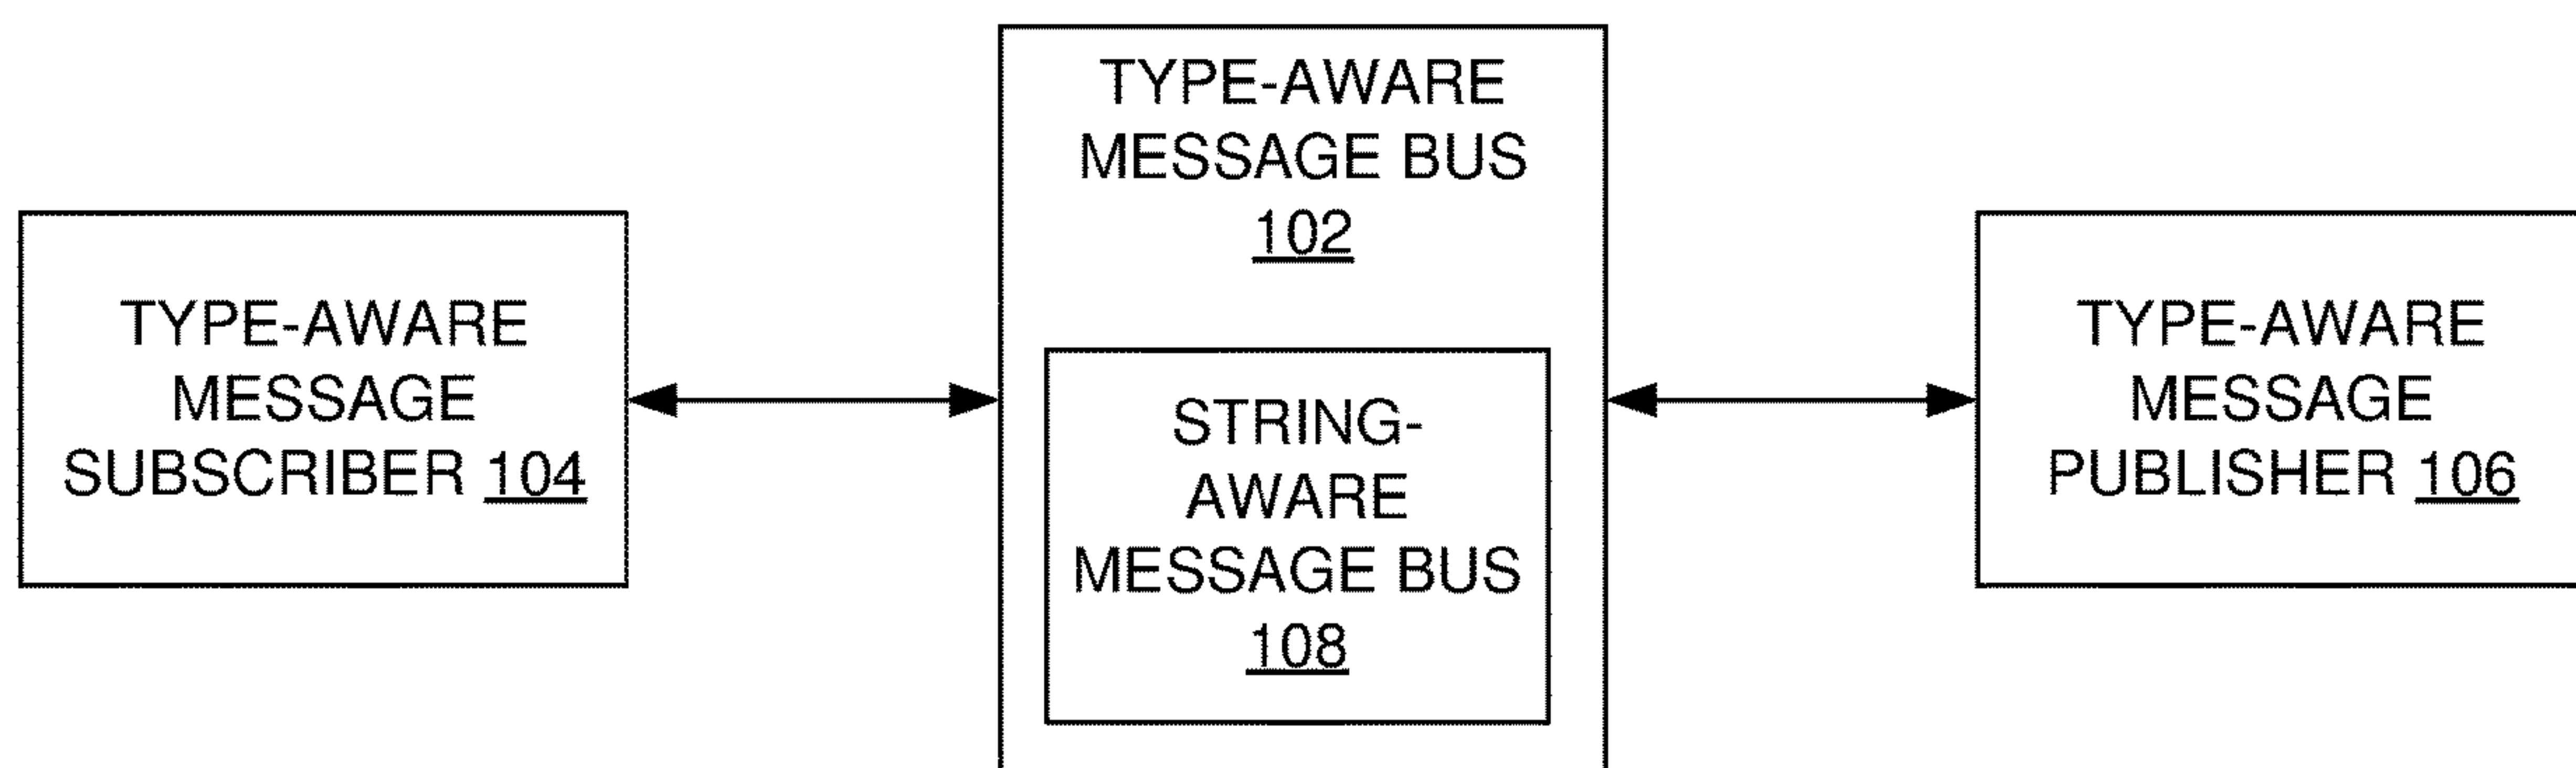 TYPE-AWARE
MESSAGE
SUBSCRIBER 104
TYPE-AWARE
MESSAGE BUS
102
STRING-
AWARE
MESSAGE BUS
108
TYPE-AWARE
MESSAGE
PUBLISHER 106